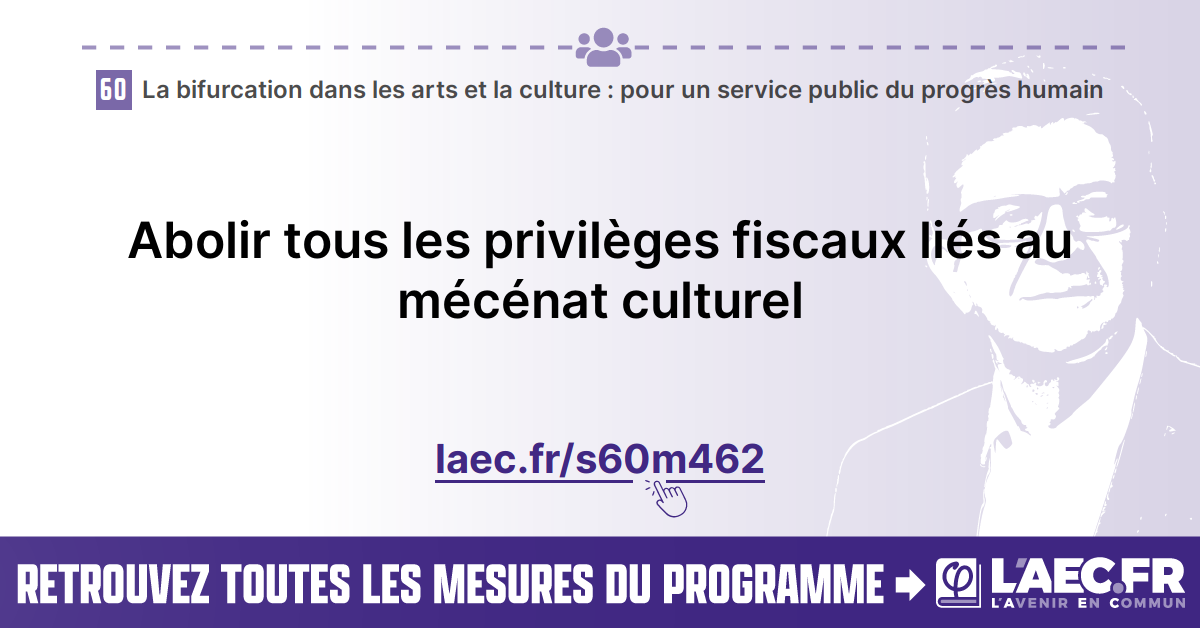 60 La bifurcation dans les arts et la culture : pour un service public du progrès humain
Abolir tous les privilèges fiscaux liés au
mécénat culturel
laec.fr/s60m462
RETROUVEZ TOUTES LES MESURES DU PROGRAMME
L'AEC.FR
L'AVENIR EN COMMUN